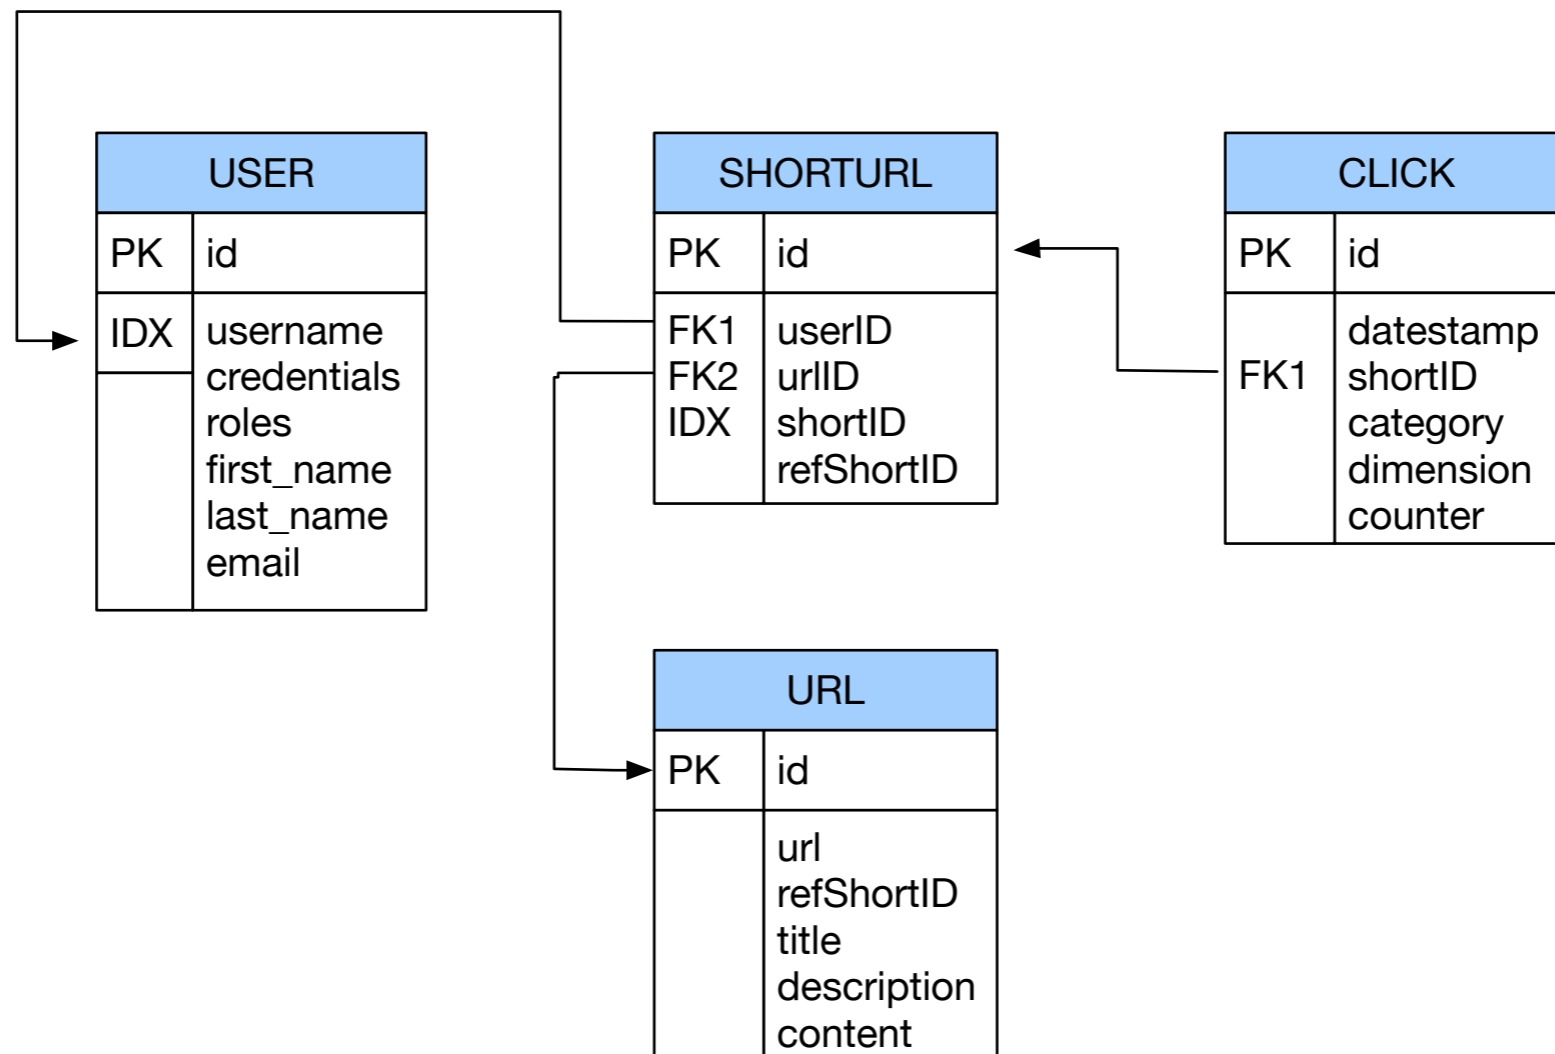 USER
PK id
IDX username
credentials
roles
first_name
last_name
email
SHORTURL
PK id
FK1 userID
FK2 urlID
IDX shortID
refShortID
CLICK
PK id
datestamp
FK1 shortID
category
dimension
counter
URL
PK id
url
refShortID
title
description
content